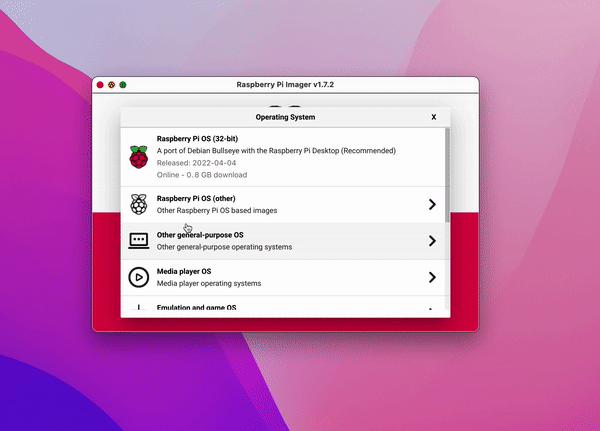 Raspberry Pi Imager v1.7.2
Operating System
X
Raspberry Pi OS (32-bit)
A port of Debian Bullseye with the Raspberry Pi Desktop (Recommended)
Released: 2022-04-04
Online - 0.8 GB download
Raspberry Pi OS (other)
Other Raspberry Pi OS based images
Other general-purpose OS
Other general-purpose operating systems
Media player OS
Media player operating systems
Emulation and game OS